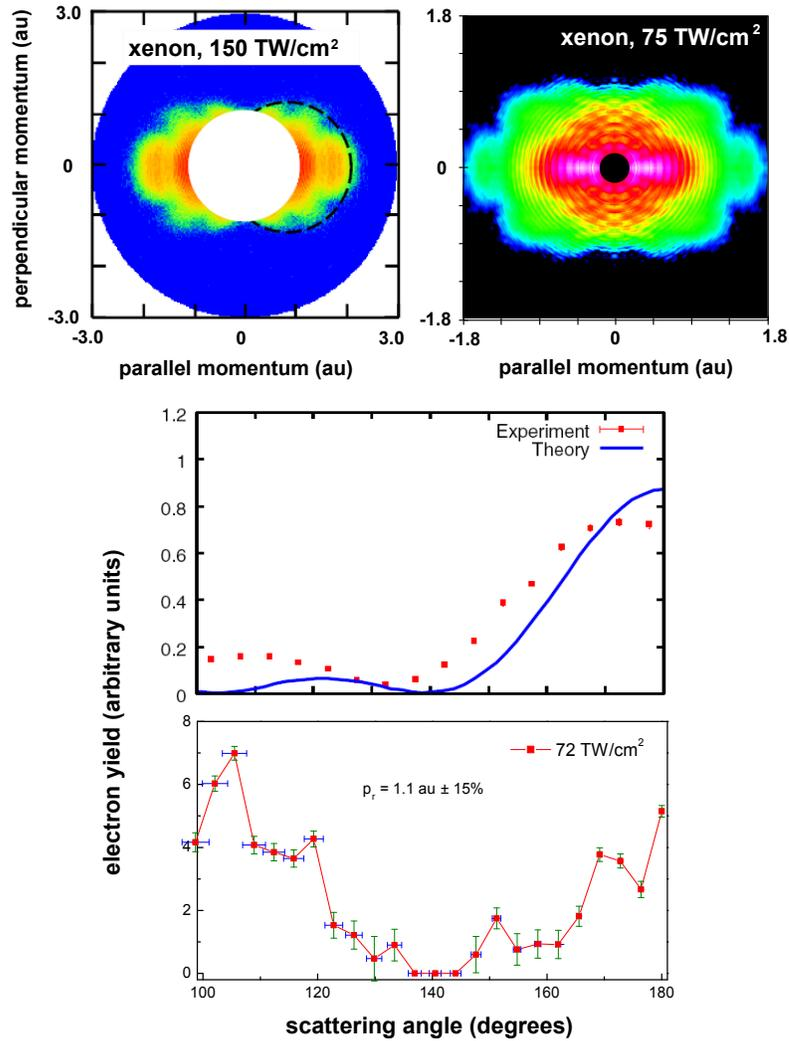 3.0
xenon, 150 TW/cm2
perpendicular momentum (au)
0
-3.0
-3.0 0 3.0
parallel momentum (au)
1.8
xenon, 75 TW/cm2
0
-1.8
-1.8 0 1.8
parallel momentum (au)
electron yield (arbitrary units)
1.2
1
0.8
0.6
0.4
0.2
0
Experiment
Theory
8
6
4
2
0
72 TW/cm2
pr = 1.1 au ± 15%
100 120 140 160 180
scattering angle (degrees)